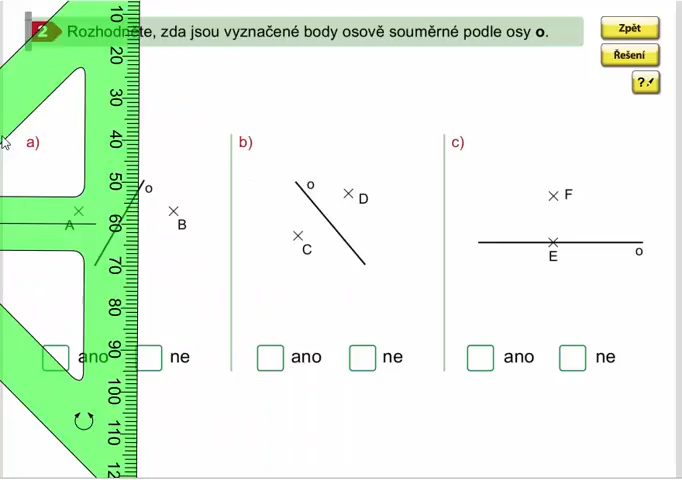 2 Rozhodněte, zda jsou vyznačené body osově souměrné podle osy o.
Zpět
Řešení
?
a)
b)
c)
o
A
B
o
D
C
F
E
o
ano
ne
ano
ne
ano
ne
10
20
30
40
50
60
70
80
90
100
110
12